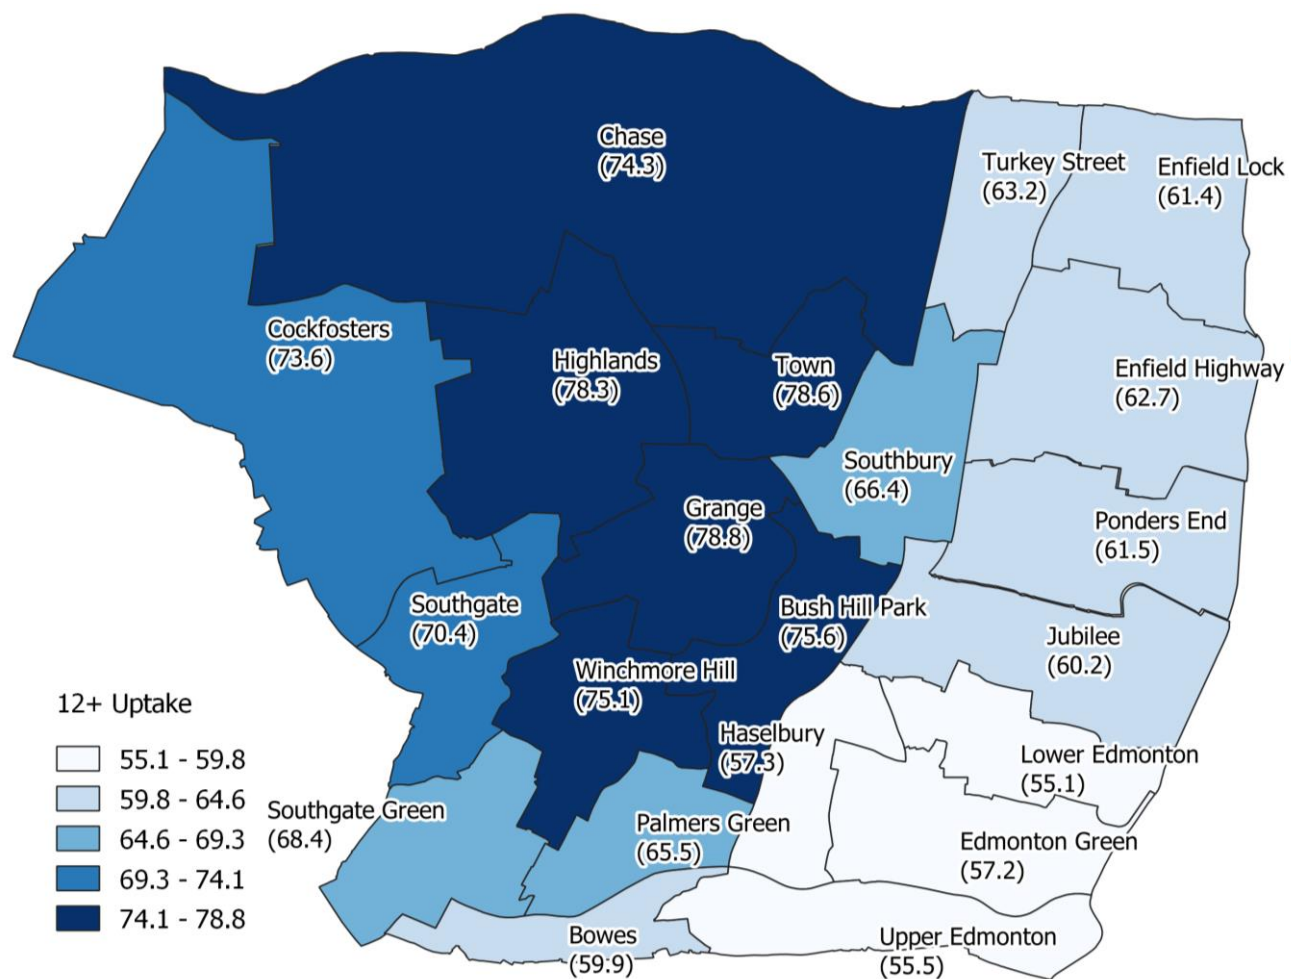 Chase
(74.3)
Turkey Street
(63.2)
Enfield Lock
(61.4)
Cockfosters
(73.6)
Highlands
(78.3)
Town
(78.6)
Enfield Highway
(62.7)
Southbury
(66.4)
Grange
(78.8)
Ponders End
(61.5)
Southgate
(70.4)
Bush Hill Park
(75.6)
Jubilee
(60.2)
Winchmore Hill
(75.1)
Haselbury
(57.3)
Lower Edmonton
(55.1)
Southgate Green
(68.4)
Palmers Green
(65.5)
Edmonton Green
(57.2)
Bowes
(59.9)
Upper Edmonton
(55.5)
12+ Uptake
55.1 - 59.8
59.8 - 64.6
64.6 - 69.3
69.3 - 74.1
74.1 - 78.8